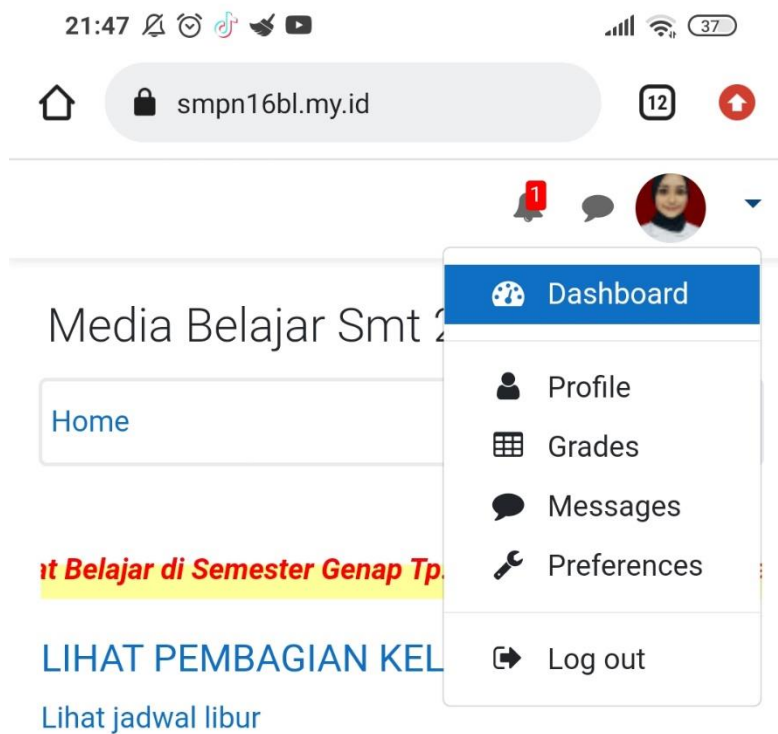 21:47 37
smpn16bl.my.id 12
1
Dashboard
Media Belajar Smt
Profile
Home
Grades
Messages
at Belajar di Semester Genap Tp.
Preferences
LIHAT PEMBAGIAN KEL
Log out
Lihat jadwal libur